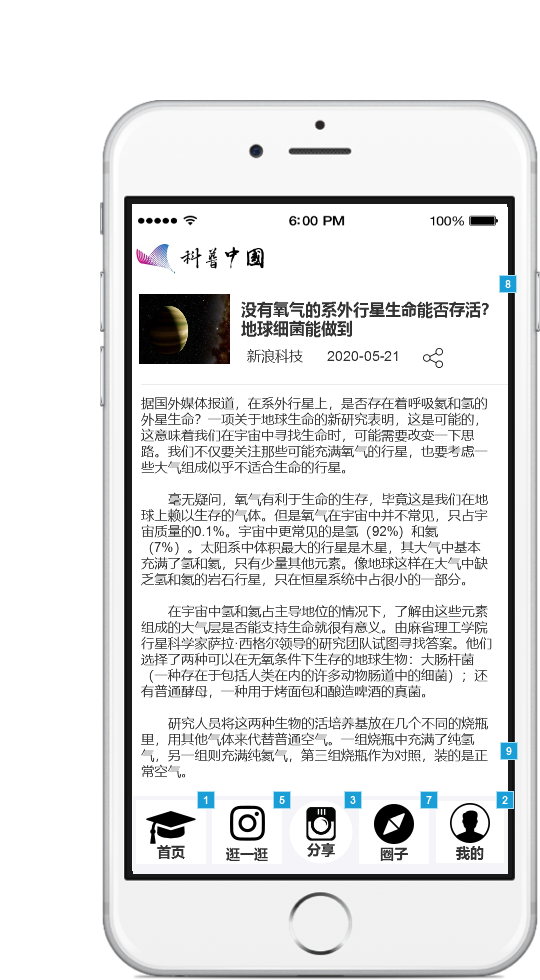 6:00 PM
100%
科普中國
8
没有氧气的系外行星生命能否存活?
地球细菌能做到
新浪科技 2020-05-21
据国外媒体报道，在系外行星上，是否存在着呼吸氦和氢的
外星生命？一项关于地球生命的新研究表明，这是可能的，
这意味着我们在宇宙中寻找生命时，可能需要改变一下思
路。我们不仅要关注那些可能充满氧气的行星，也要考虑一
些大气组成似乎不适合生命的行星。
毫无疑问，氧气有利于生命的生存，毕竟这是我们在地
球上赖以生存的气体。但是氧气在宇宙中并不常见，只占宇
宙质量的0.1%。宇宙中更常见的是氢（92%）和氦
（7%）。太阳系中体积最大的行星是木星，其大气中基本
充满了氢和氦，只有少量其他元素。像地球这样在大气中缺
乏氢和氦的岩石行星，只在恒星系统中占很小的一部分。
在宇宙中氢和氦占主导地位的情况下，了解由这些元素
组成的大气层是否能支持生命就很有意义。由麻省理工学院
行星科学家萨拉·西格尔领导的研究团队试图寻找答案。他们
选择了两种可以在无氧条件下生存的地球生物：大肠杆菌
（一种存在于包括人类在内的许多动物肠道中的细菌）；还
有普通酵母，一种用于烤面包和酿造啤酒的真菌。
研究人员将这两种生物的活培养基放在几个不同的烧瓶
里，用其他气体来代替普通空气。一组烧瓶中充满了纯氢
气，另一组则充满纯氦气，第三组烧瓶作为对照，装的是正
常空气。
9
1 5 3 7 2
首页 逛一逛 分享 圈子 我的